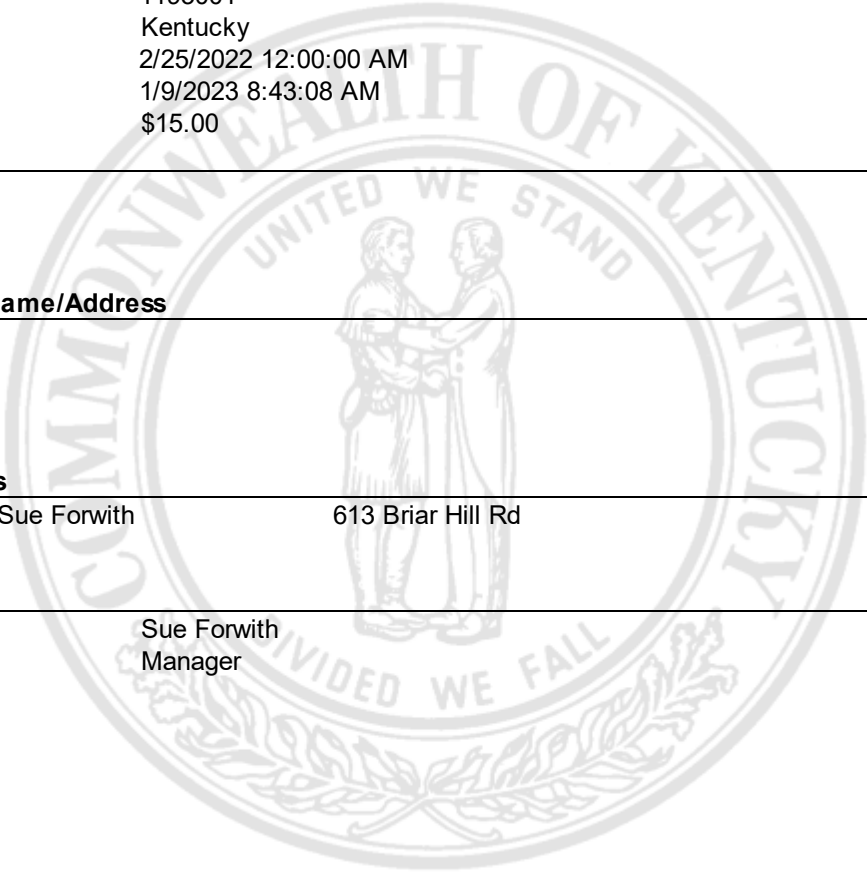 Kentucky
2/25/2022 12:00:00 AM
1/9/2023 8:43:08 AM
$15.00
COMMONWEALTH OF KENTUCKY
UNITED WE STAND
ame/Address
s
Sue Forwith 613 Briar Hill Rd
Sue Forwith
Manager
DIVIDED WE FALL